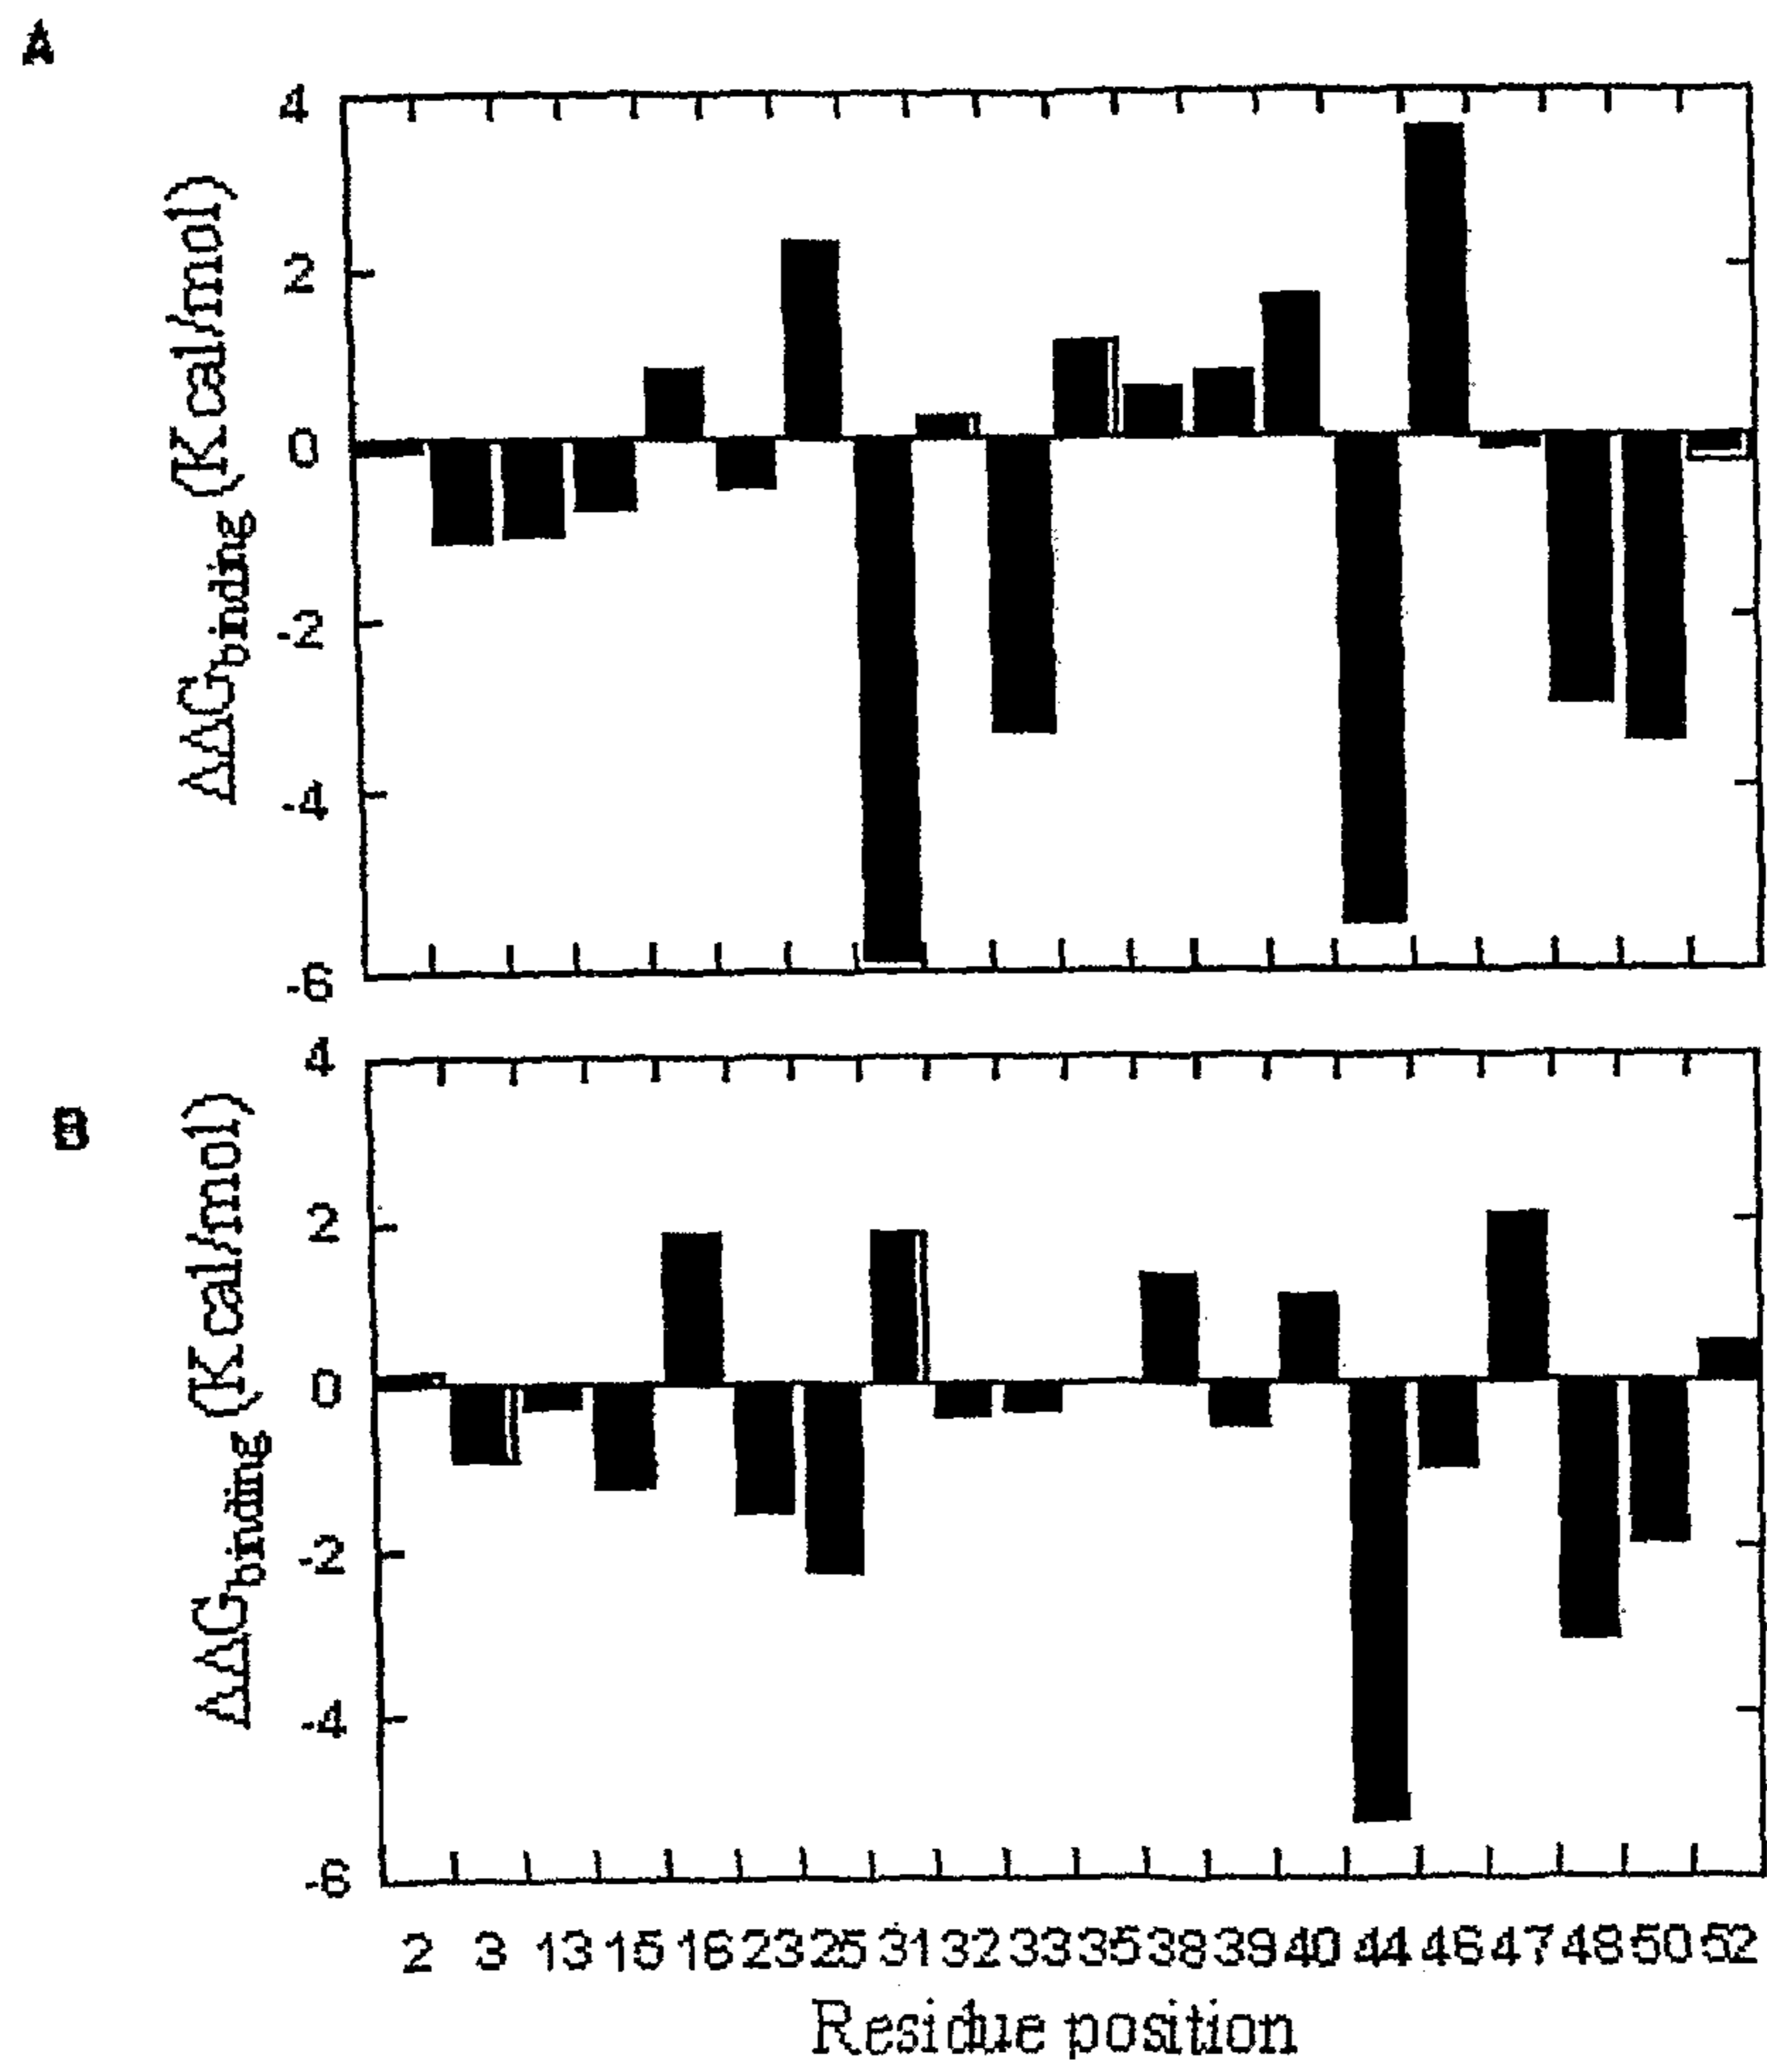 A
4
2
0
-2
-4
-6
ΔΔGbinding (Kcal/mol)
B
4
2
0
-2
-4
-6
ΔΔGbinding (Kcal/mol)
2 3 13 15 16 23 25 31 32 33 35 38 39 40 44 46 47 48 50 52
Residue position